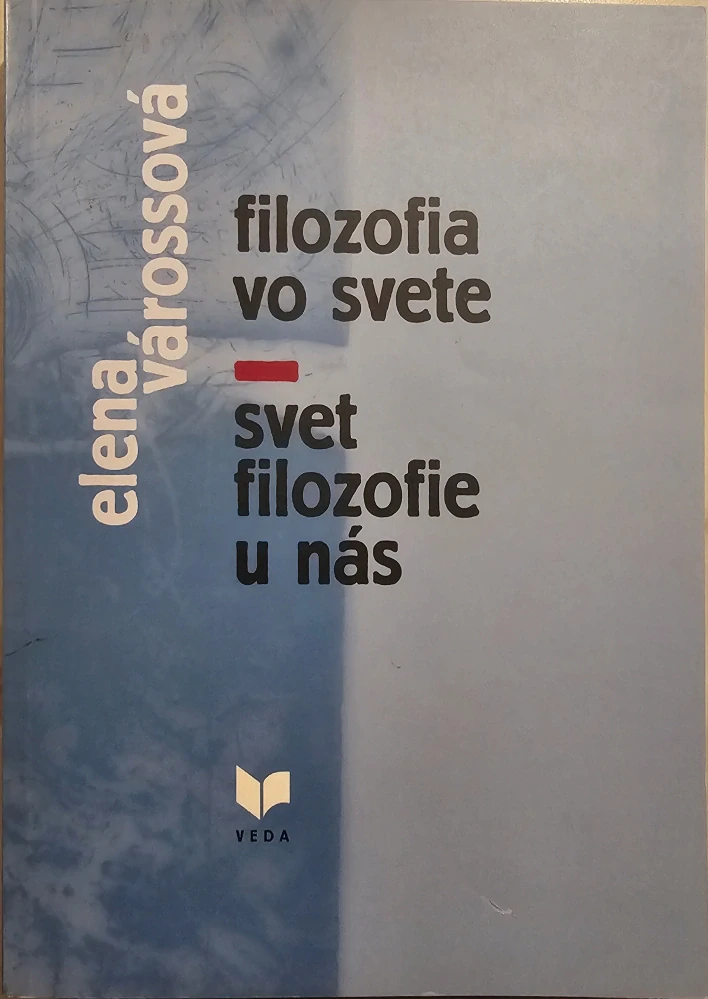 elena
várossová
filozofia
vo svete
svet
filozofie
u nás
VEDA